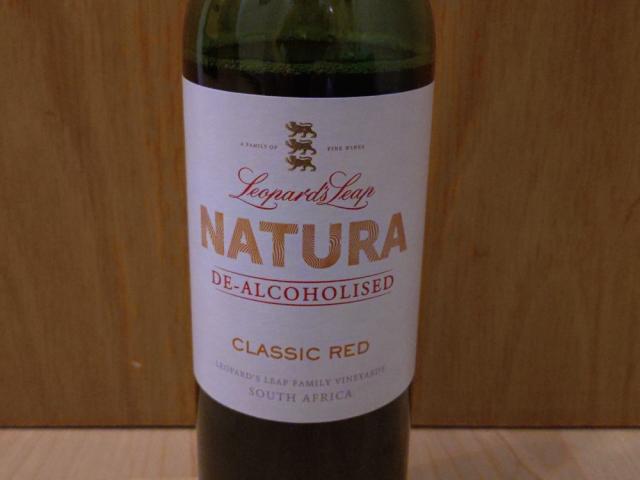 A FAMILY OF FINE WINES
Leopard's Leap
NATURA
DE-ALCOHOLISED
CLASSIC RED
LEOPARD'S LEAP FAMILY VINEYARDS
SOUTH AFRICA